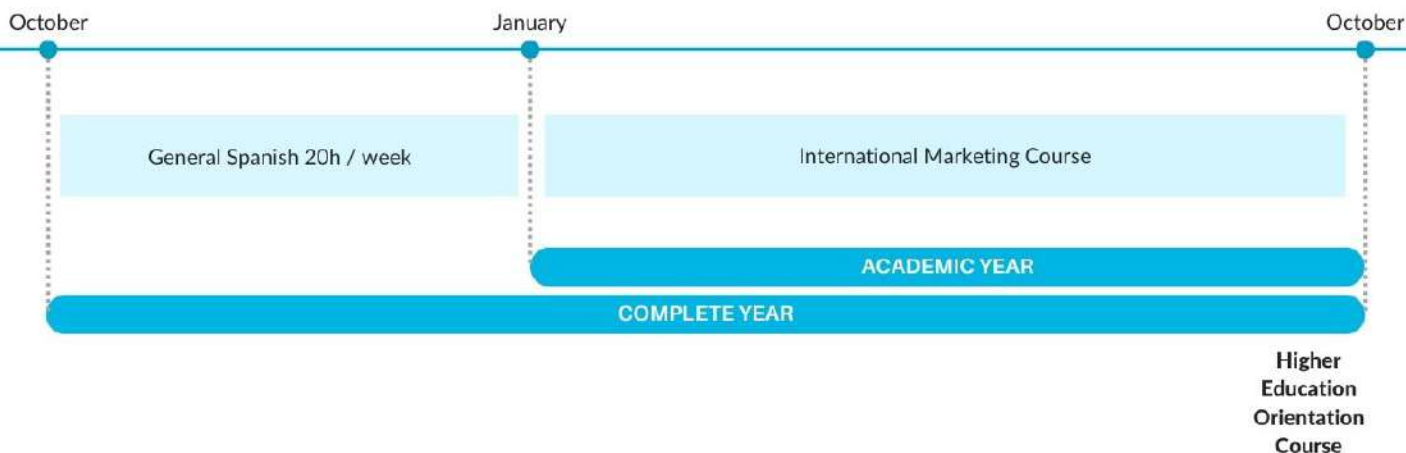 October
January
October
General Spanish 20h / week
International Marketing Course
ACADEMIC YEAR
COMPLETE YEAR
Higher
Education
Orientation
Course